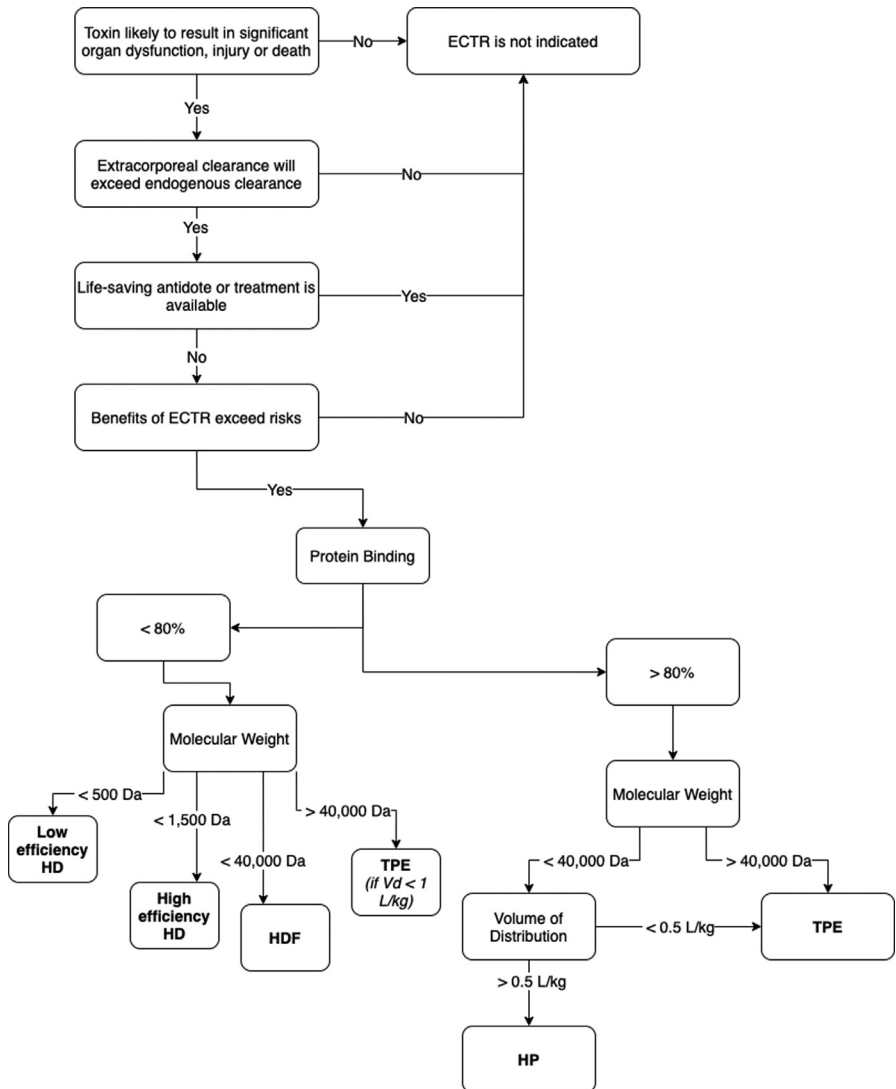 Toxin likely to result in significant
organ dysfunction, injury or death
No
ECTR is not indicated
Yes
Extracorporeal clearance will
exceed endogenous clearance
No
Yes
Life-saving antidote or treatment is
available
Yes
No
Benefits of ECTR exceed risks
No
Yes
Protein Binding
< 80%
> 80%
Molecular Weight
< 500 Da
< 1,500 Da
< 40,000 Da
> 40,000 Da
Low
efficiency
HD
High
efficiency
HD
HDF
TPE
(if Vd < 1
L/kg)
Molecular Weight
< 40,000 Da
> 40,000 Da
Volume of
Distribution
< 0.5 L/kg
TPE
> 0.5 L/kg
HP